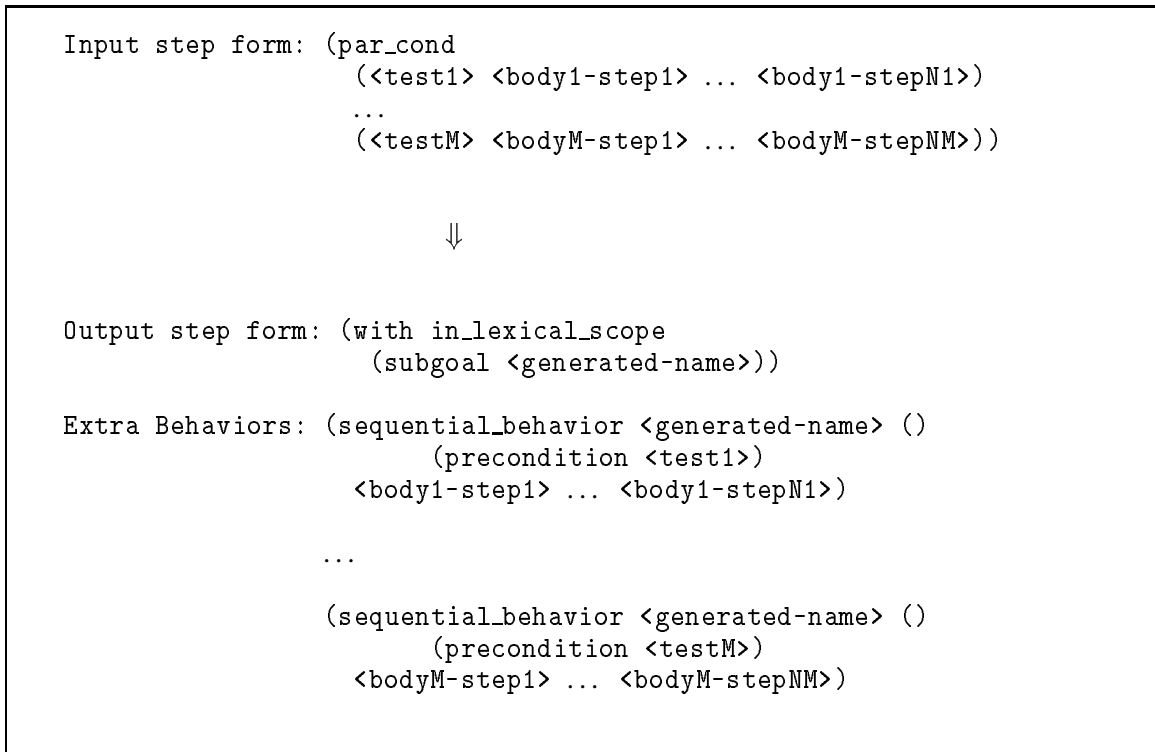 Input step form: (par_cond
(<test1> <body1-step1> ... <body1-stepN1>)
...
(<testM> <bodyM-step1> ... <bodyM-stepNM>))
⇓
Output step form: (with in_lexical_scope
(subgoal <generated-name>))
Extra Behaviors: (sequential_behavior <generated-name> ()
(precondition <test1>)
<body1-step1> ... <body1-stepN1>)
...
(sequential_behavior <generated-name> ()
(precondition <testM>)
<bodyM-step1> ... <bodyM-stepNM>)